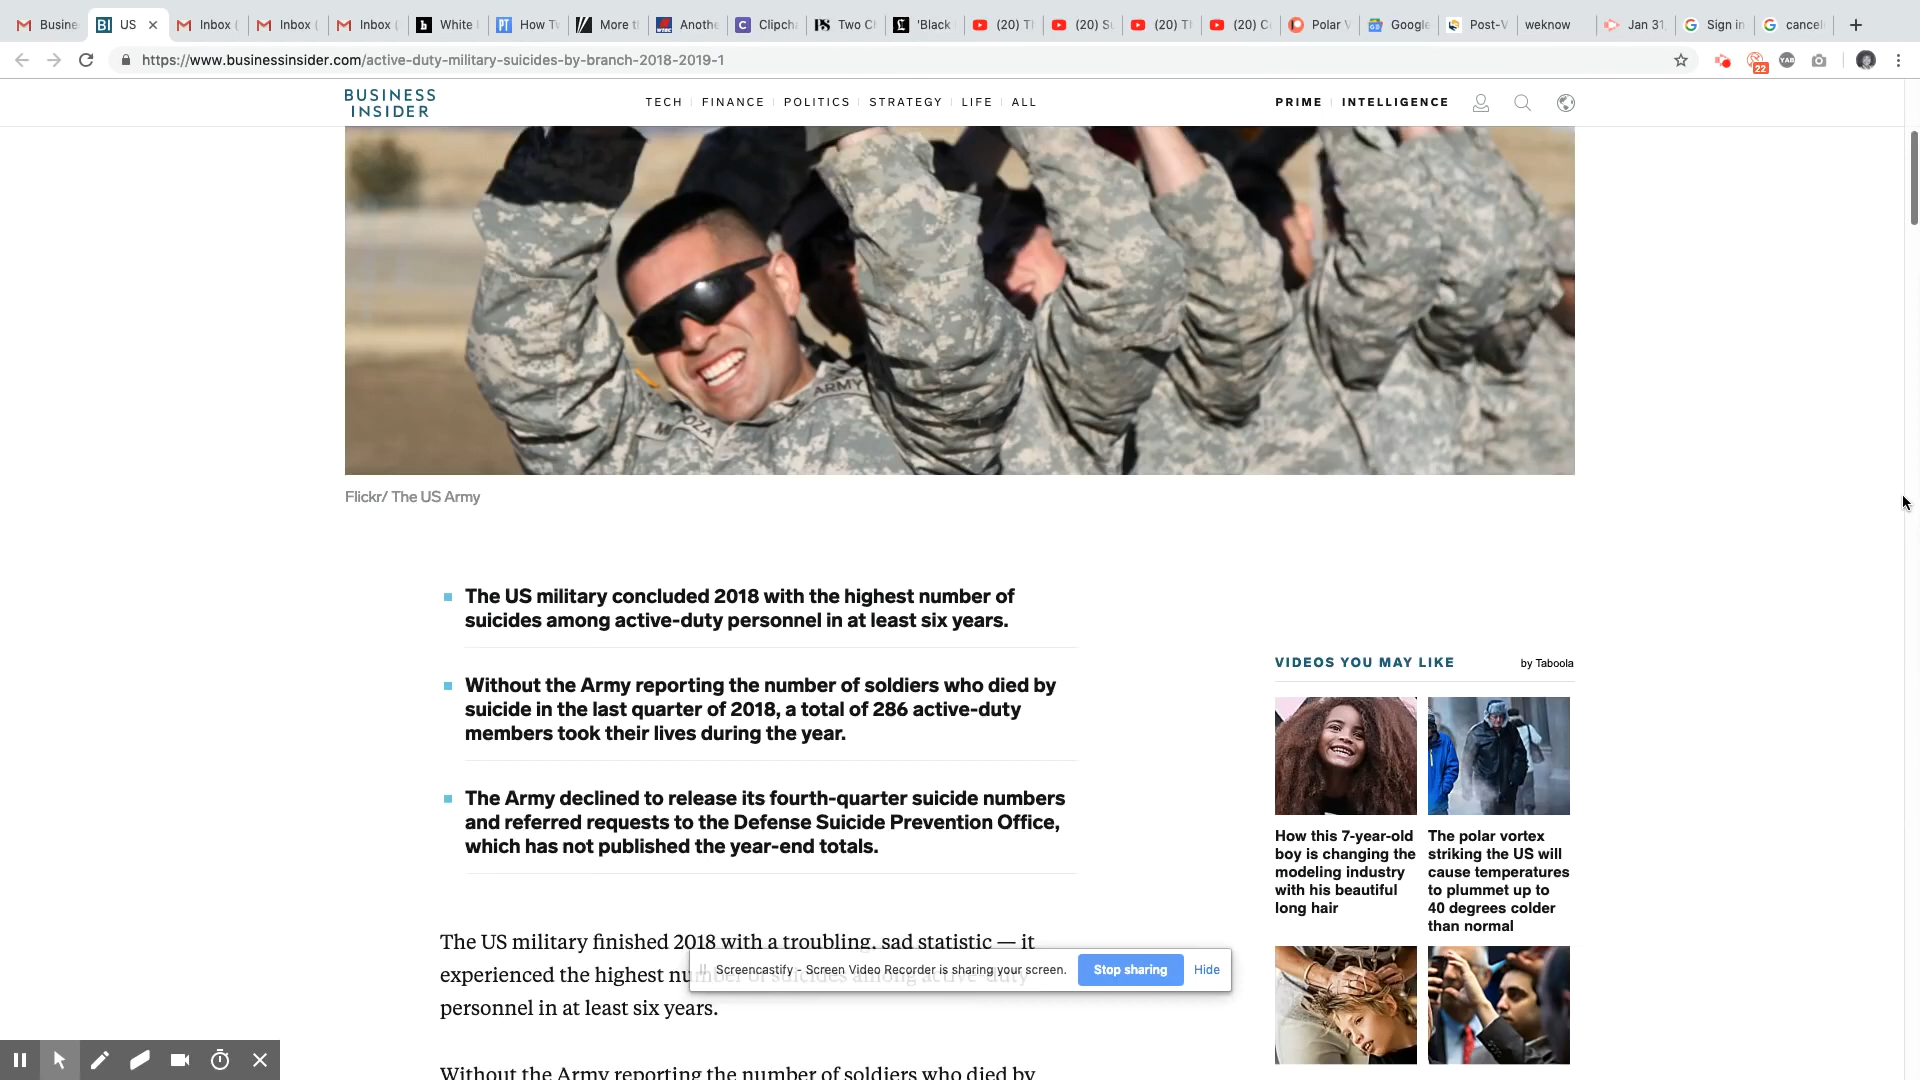 Busine
US
Inbox (
Inbox (
Inbox (
White
How Tw
More t
Anothe
Clipcha
Two C
'Black
(20) Th
(20) Su
(20) Th
(20) C
Polar V
Google
Post-V
weknow
Jan 31,
Sign in
cancel
https://www.businessinsider.com/active-duty-military-suicides-by-branch-2018-2019-1
22
YAB
BUSINESS
INSIDER
TECH FINANCE POLITICS STRATEGY LIFE ALL
PRIME INTELLIGENCE
ARMY
Flickr/ The US Army
The US military concluded 2018 with the highest number of
suicides among active-duty personnel in at least six years.
Without the Army reporting the number of soldiers who died by
suicide in the last quarter of 2018, a total of 286 active-duty
members took their lives during the year.
The Army declined to release its fourth-quarter suicide numbers
and referred requests to the Defense Suicide Prevention Office,
which has not published the year-end totals.
The US military finished 2018 with a troubling, sad statistic — it
experienced the highest number of suicides among active-duty
personnel in at least six years.
Without the Army reporting the number of soldiers who died by
VIDEOS YOU MAY LIKE
by Taboola
How this 7-year-old
boy is changing the
modeling industry
with his beautiful
long hair
The polar vortex
striking the US will
cause temperatures
to plummet up to
40 degrees colder
than normal
Screencastify - Screen Video Recorder is sharing your screen.
Stop sharing
Hide